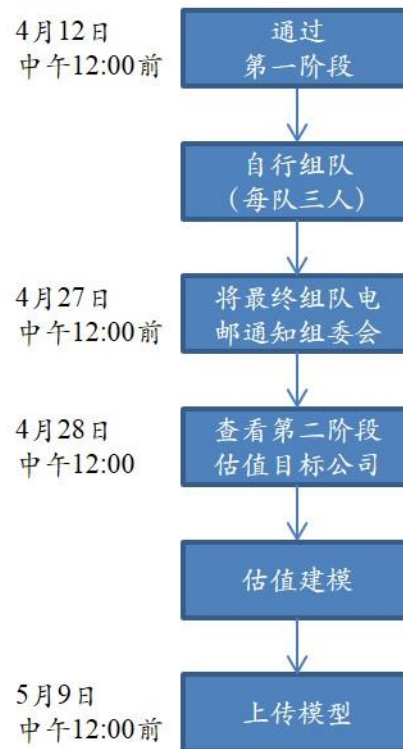 4月12日
中午12:00前
通过
第一阶段
自行组队
（每队三人）
4月27日
中午12:00前
将最终组队电
邮通知组委会
4月28日
中午12:00
查看第二阶段
估值目标公司
估值建模
5月9日
中午12:00前
上传模型